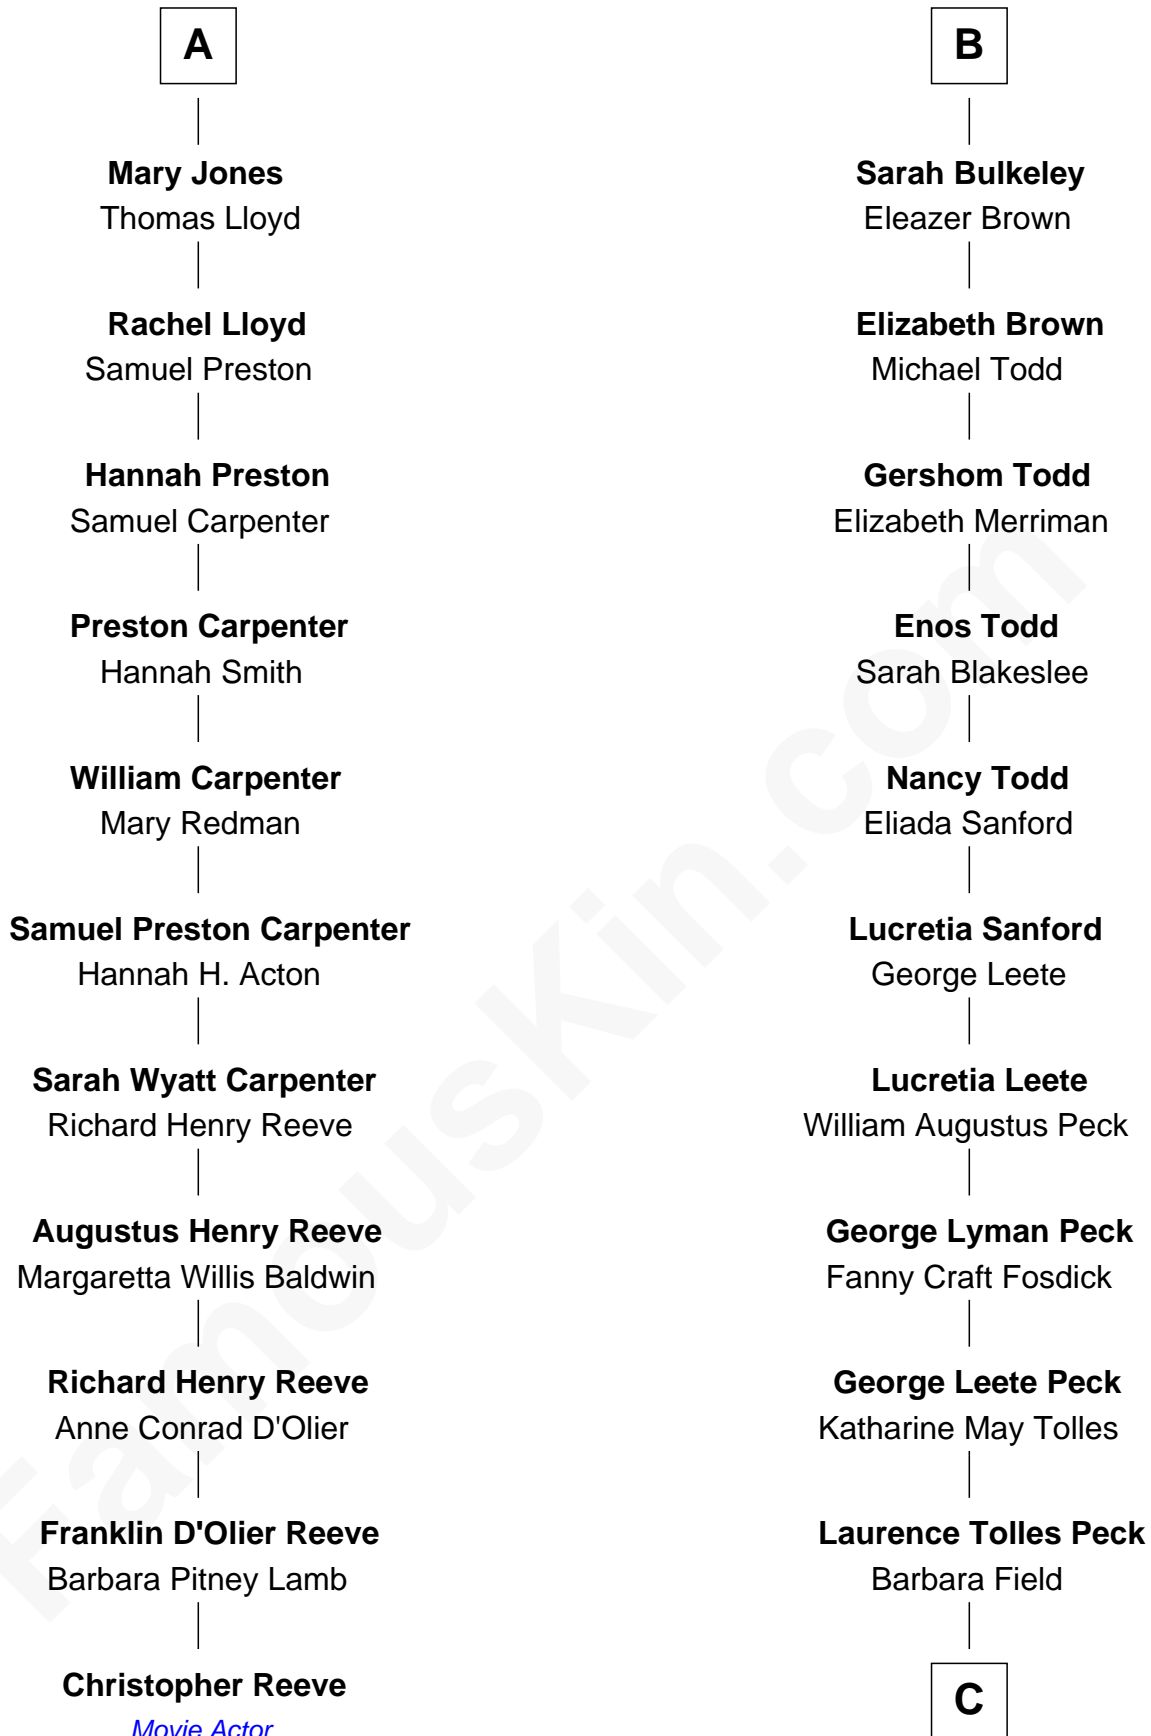 A
Mary Jones
Thomas Lloyd
Rachel Lloyd
Samuel Preston
Hannah Preston
Samuel Carpenter
Preston Carpenter
Hannah Smith
William Carpenter
Mary Redman
Samuel Preston Carpenter
Hannah H. Acton
Sarah Wyatt Carpenter
Richard Henry Reeve
Augustus Henry Reeve
Margaretta Willis Baldwin
Richard Henry Reeve
Anne Conrad D'Olier
Franklin D'Olier Reeve
Barbara Pitney Lamb
Christopher Reeve
Movie Actor
B
Sarah Bulkeley
Eleazer Brown
Elizabeth Brown
Michael Todd
Gershom Todd
Elizabeth Merriman
Enos Todd
Sarah Blakeslee
Nancy Todd
Eliada Sanford
Lucretia Sanford
George Leete
Lucretia Leete
William Augustus Peck
George Lyman Peck
Fanny Craft Fosdick
George Leete Peck
Katharine May Tolles
Laurence Tolles Peck
Barbara Field
C
FamousKin.com